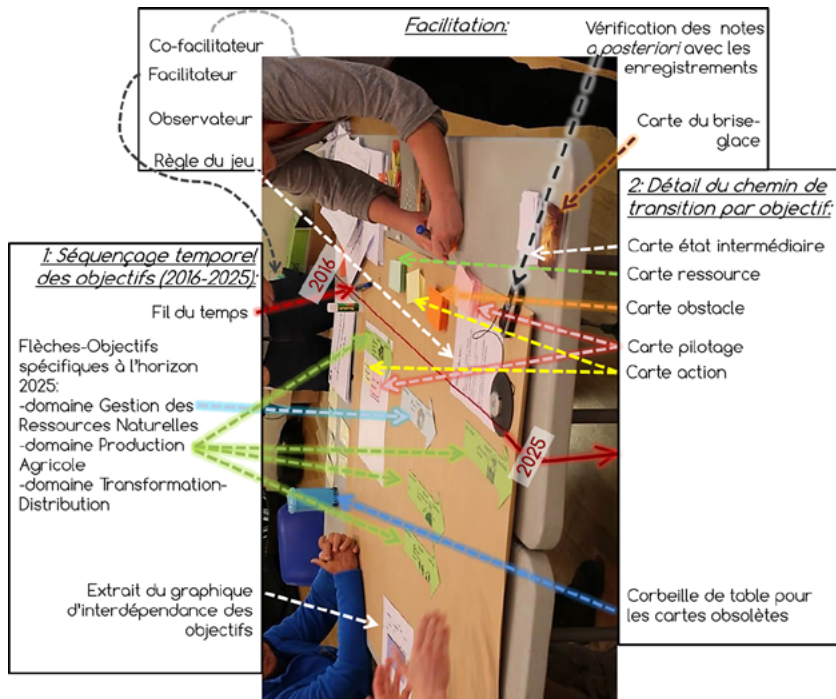 Facilitation:
Co-facilitateur
Facilitateur
Observateur
Règle du jeu
Vérification des notes
a posteriori avec les
enregistrements
Carte du brise-
glace
1: Séquençage temporel
des objectifs (2016-2025):
Fil du temps
Flèches-Objectifs
spécifiques à l'horizon
2025:
-domaine Gestion des
Ressources Naturelles
-domaine Production
Agricole
-domaine Transformation-
Distribution
Extrait du graphique
d'interdépendance des
objectifs
2016
2025
2: Détail du chemin de
transition par objectif:
Carte état intermédiaire
Carte ressource
Carte obstacle
Carte pilotage
Carte action
Corbeille de table pour
les cartes obsolètes